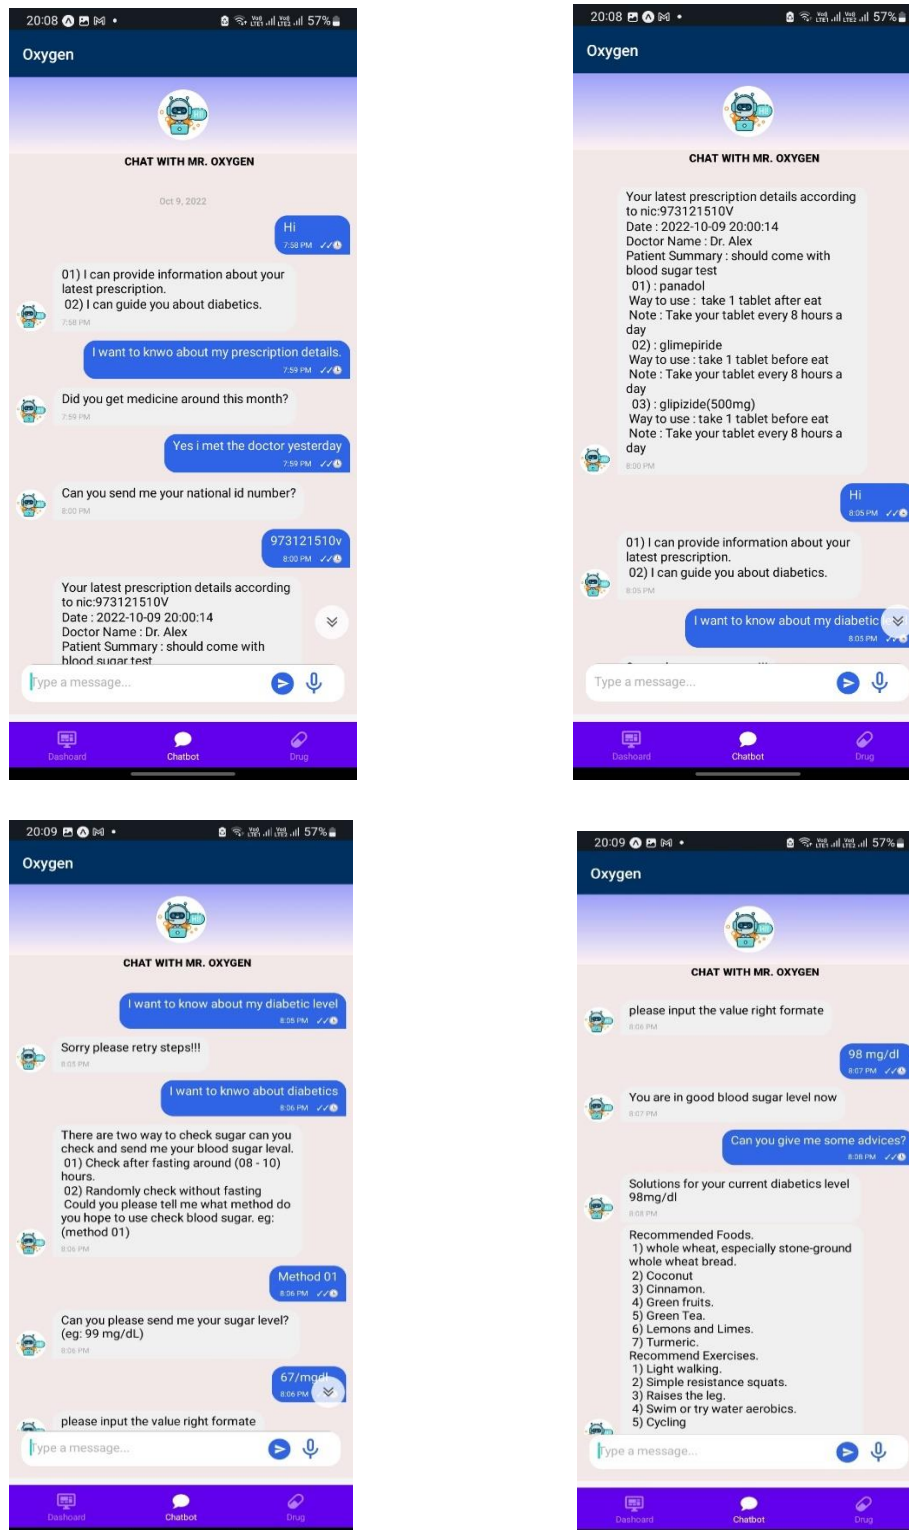 20:08
57%
Oxygen
CHAT WITH MR. OXYGEN
Oct 9, 2022
Hi
7:58 PM
01) I can provide information about your
latest prescription.
02) I can guide you about diabetics.
7:58 PM
I want to knwo about my prescription details.
7:59 PM
Did you get medicine around this month?
7:59 PM
Yes i met the doctor yesterday
7:59 PM
Can you send me your national id number?
8:00 PM
973121510v
8:00 PM
Your latest prescription details according
to nic:973121510V
Date : 2022-10-09 20:00:14
Doctor Name : Dr. Alex
Patient Summary : should come with
blood sugar test
Type a message...
Dashoard
Chatbot
Drug
20:08
57%
Oxygen
CHAT WITH MR. OXYGEN
Your latest prescription details according
to nic:973121510V
Date : 2022-10-09 20:00:14
Doctor Name : Dr. Alex
Patient Summary : should come with
blood sugar test
01) : panadol
Way to use : take 1 tablet after eat
Note : Take your tablet every 8 hours a
day
02) : glimepiride
Way to use : take 1 tablet before eat
Note : Take your tablet every 8 hours a
day
03) : glipizide(500mg)
Way to use : take 1 tablet before eat
Note : Take your tablet every 8 hours a
day
8:00 PM
Hi
8:05 PM
01) I can provide information about your
latest prescription.
02) I can guide you about diabetics.
8:05 PM
I want to know about my diabetic
8:05 PM
Type a message...
Dashoard
Chatbot
Drug
20:09
57%
Oxygen
CHAT WITH MR. OXYGEN
I want to know about my diabetic level
8:05 PM
Sorry please retry steps!!!
8:05 PM
I want to knwo about diabetics
8:06 PM
There are two way to check sugar can you
check and send me your blood sugar leval.
01) Check after fasting around (08 - 10)
hours.
02) Randomly check without fasting
Could you please tell me what method do
you hope to use check blood sugar. eg:
(method 01)
8:06 PM
Method 01
8:06 PM
Can you please send me your sugar level?
(eg: 99 mg/dL)
8:06 PM
67/mgdl
8:06 PM
please input the value right formate
Type a message...
Dashoard
Chatbot
Drug
20:09
57%
Oxygen
CHAT WITH MR. OXYGEN
please input the value right formate
8:06 PM
98 mg/dl
8:07 PM
You are in good blood sugar level now
8:07 PM
Can you give me some advices?
8:08 PM
Solutions for your current diabetics level
98mg/dl
8:08 PM
Recommended Foods.
1) whole wheat, especially stone-ground
whole wheat bread.
2) Coconut
3) Cinnamon.
4) Green fruits.
5) Green Tea.
6) Lemons and Limes.
7) Turmeric.
Recommend Exercises.
1) Light walking.
2) Simple resistance squats.
3) Raises the leg.
4) Swim or try water aerobics.
5) Cycling
Type a message...
Dashoard
Chatbot
Drug